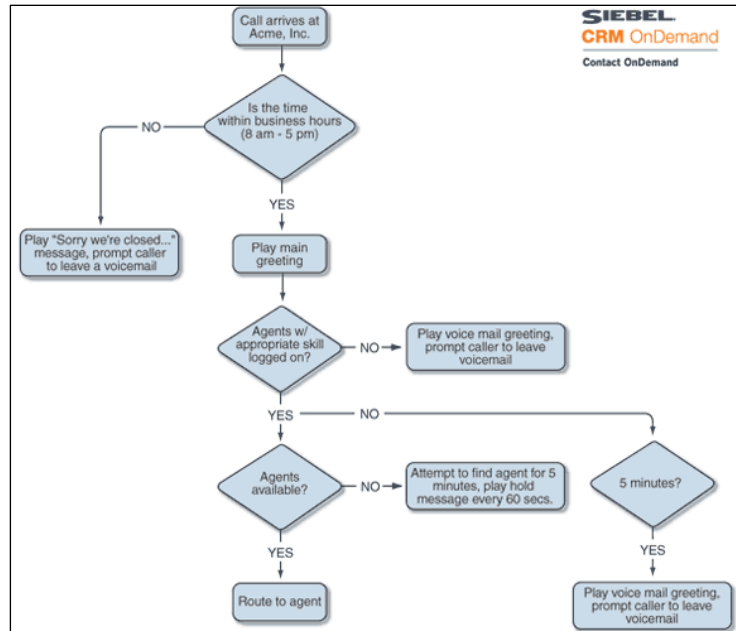 Call arrives at
Acme, Inc.
SIEBEL.
CRM OnDemand
Contact OnDemand
Is the time
within business hours
(8 am - 5 pm)
NO
YES
Play "Sorry we're closed..."
message, prompt caller
to leave a voicemail
Play main
greeting
Agents w/
appropriate skill
logged on?
NO
Play voice mail greeting,
prompt caller to leave
voicemail
YES
NO
Agents
available?
NO
Attempt to find agent for 5
minutes, play hold
message every 60 secs.
5 minutes?
YES
YES
Route to agent
Play voice mail greeting,
prompt caller to leave
voicemail